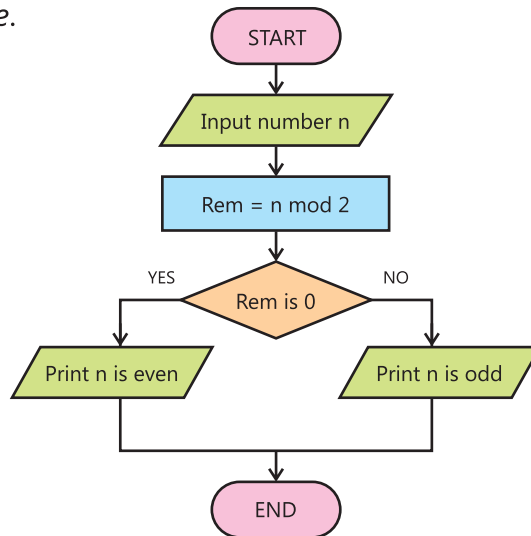 e.
START
Input number n
Rem = n mod 2
YES
NO
Rem is 0
Print n is even
Print n is odd
END